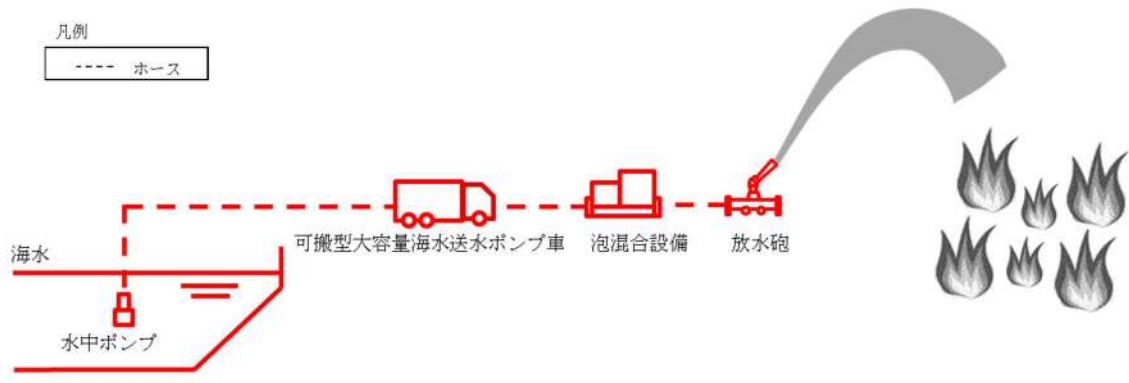 凡例
---- ホース
可搬型大容量海水送水ポンプ車
泡混合設備
放水砲
海水
水中ポンプ